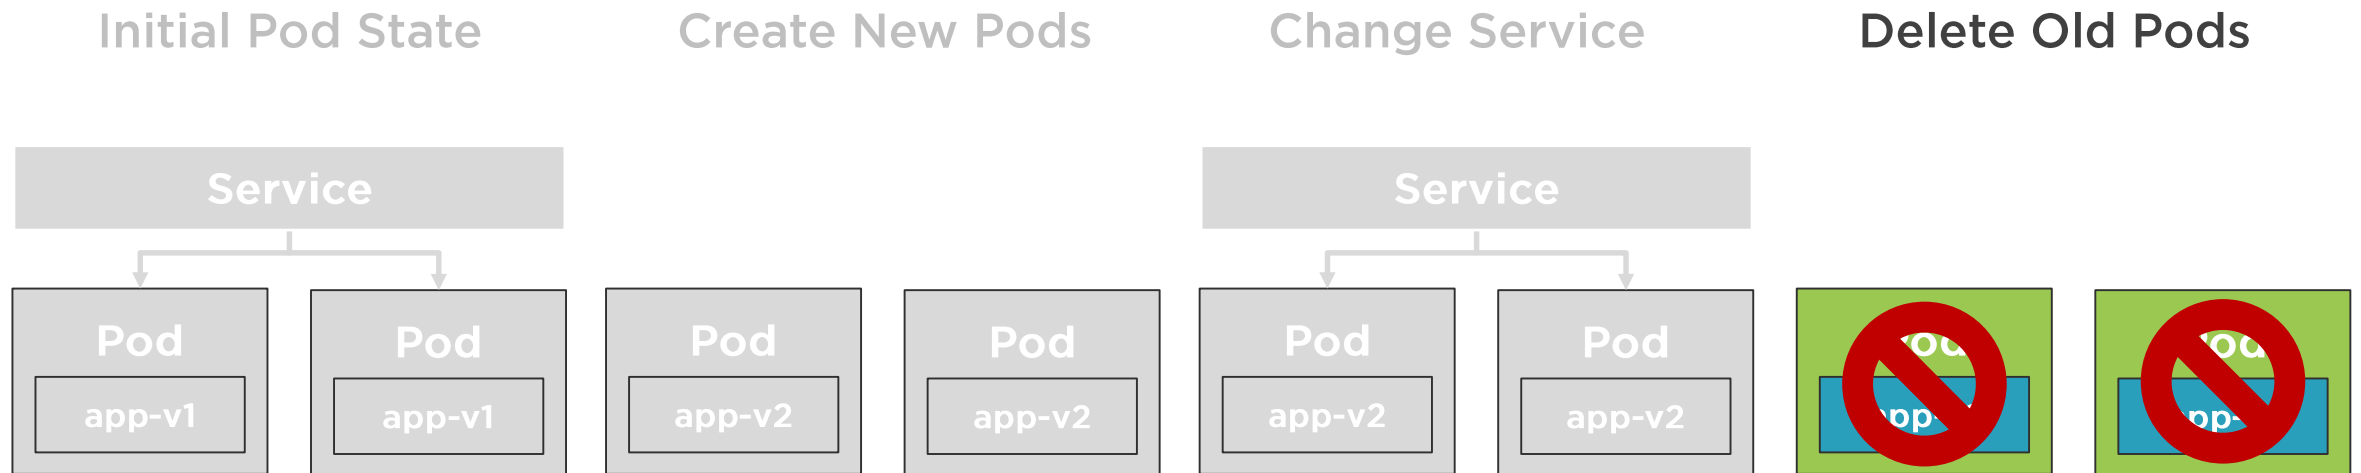 Initial Pod State
Create New Pods
Change Service
Delete Old Pods
Service
Service
Pod
Pod
Pod
Pod
Pod
Pod
app-v1
app-v1
app-v2
app-v2
app-v2
app-v2